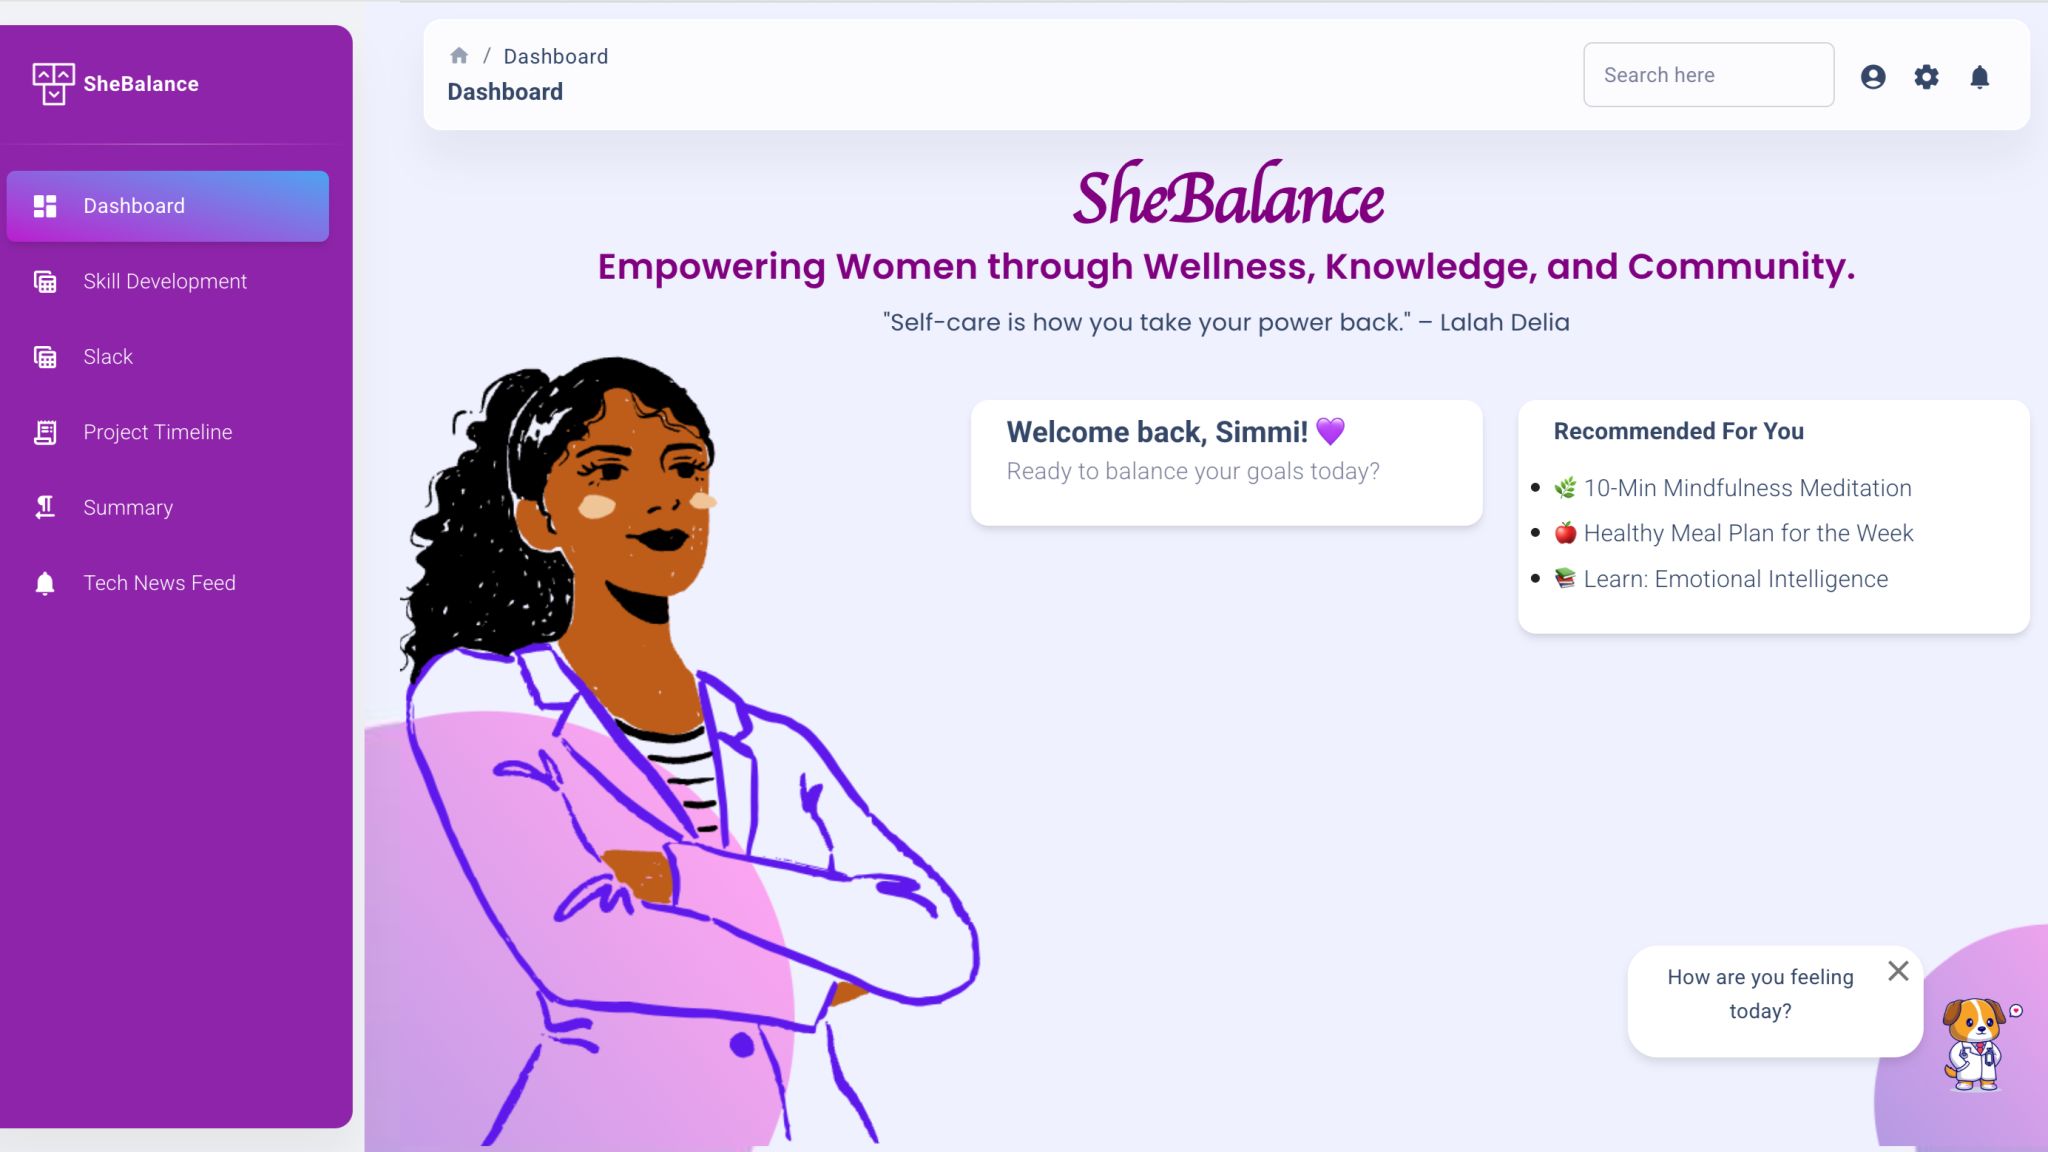 SheBalance
Dashboard
Skill Development
Slack
Project Timeline
Summary
Tech News Feed
/ Dashboard
Dashboard
Search here
SheBalance
Empowering Women through Wellness, Knowledge, and Community.
"Self-care is how you take your power back." – Lalah Delia
Welcome back, Simmi! 💜
Ready to balance your goals today?
Recommended For You
• 🌿 10-Min Mindfulness Meditation
• 🍎 Healthy Meal Plan for the Week
• 📚 Learn: Emotional Intelligence
How are you feeling
today?